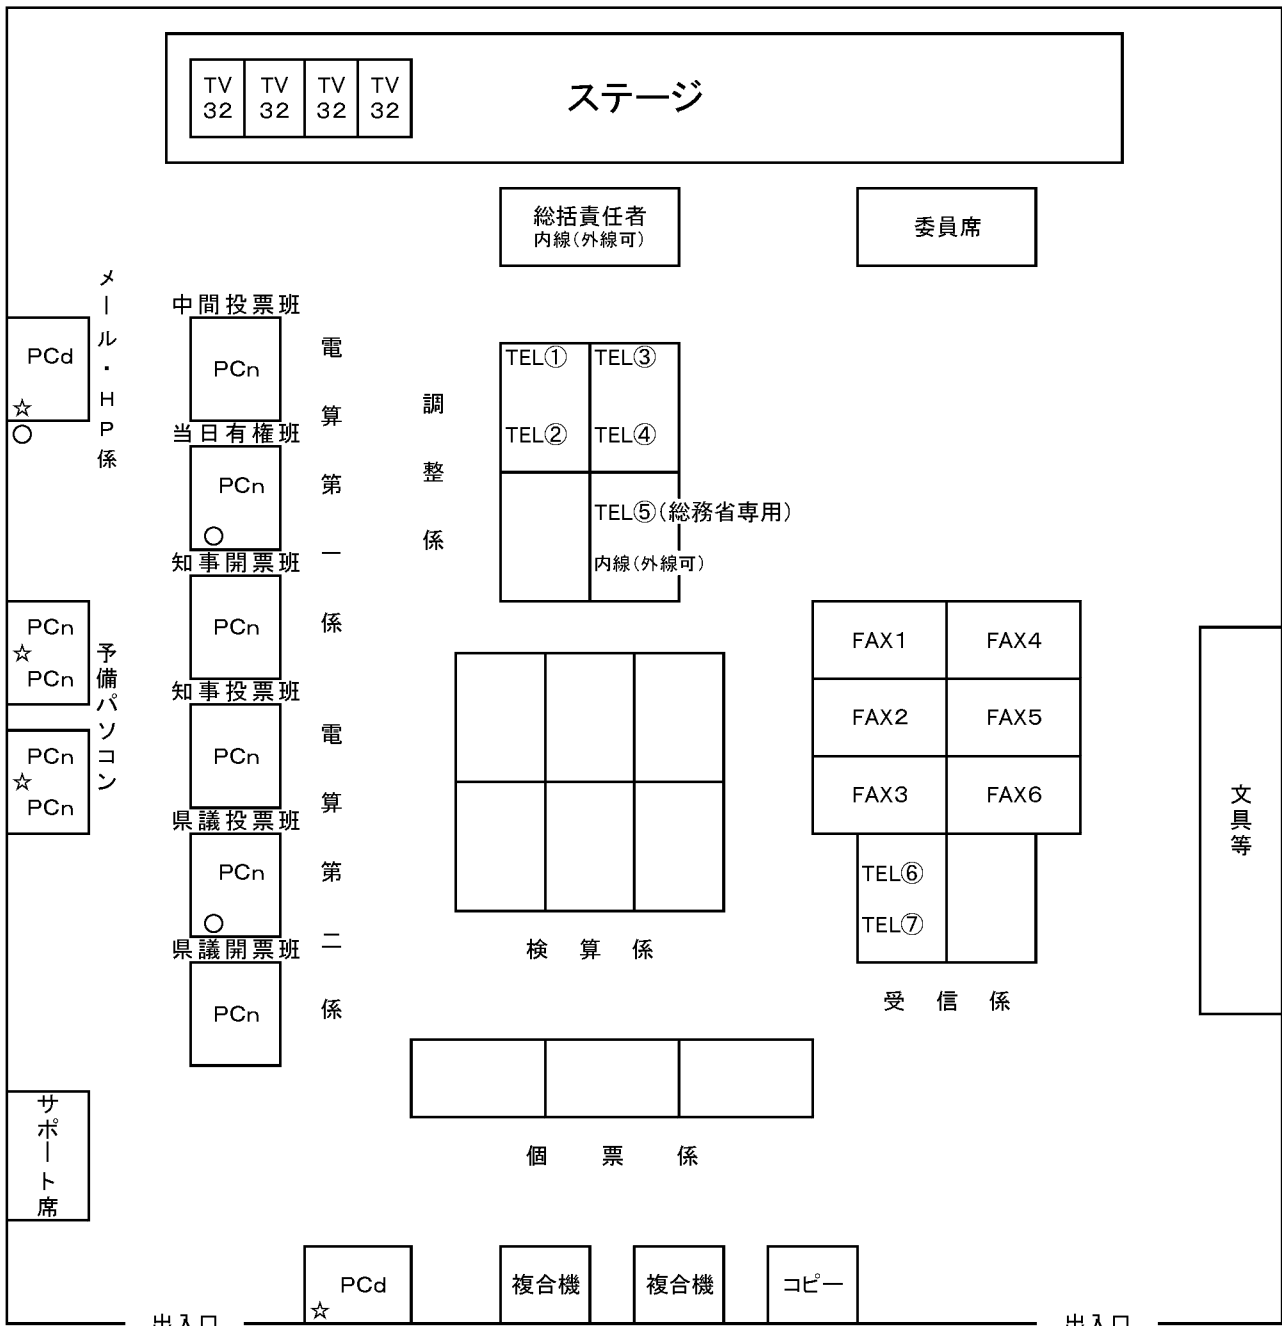 TV
32
TV
32
TV
32
TV
32
ステージ
総括責任者
内線(外線可)
委員席
メール・HP係
PCd
☆
○
中間投票班
PCn
当日有権班
PCn
○
知事開票班
PCn
知事投票班
PCn
県議投票班
PCn
○
県議開票班
PCn
電算第一係
電算第二係
調整係
TEL①
TEL③
TEL②
TEL④
TEL⑤(総務省専用)
内線(外線可)
予備パソコン
PCn
☆
PCn
PCn
☆
PCn
FAX1
FAX4
FAX2
FAX5
FAX3
FAX6
TEL⑥
TEL⑦
受信係
文具等
検算係
個票係
サポート席
PCd
☆
複合機
複合機
コピー
出入口
出入口